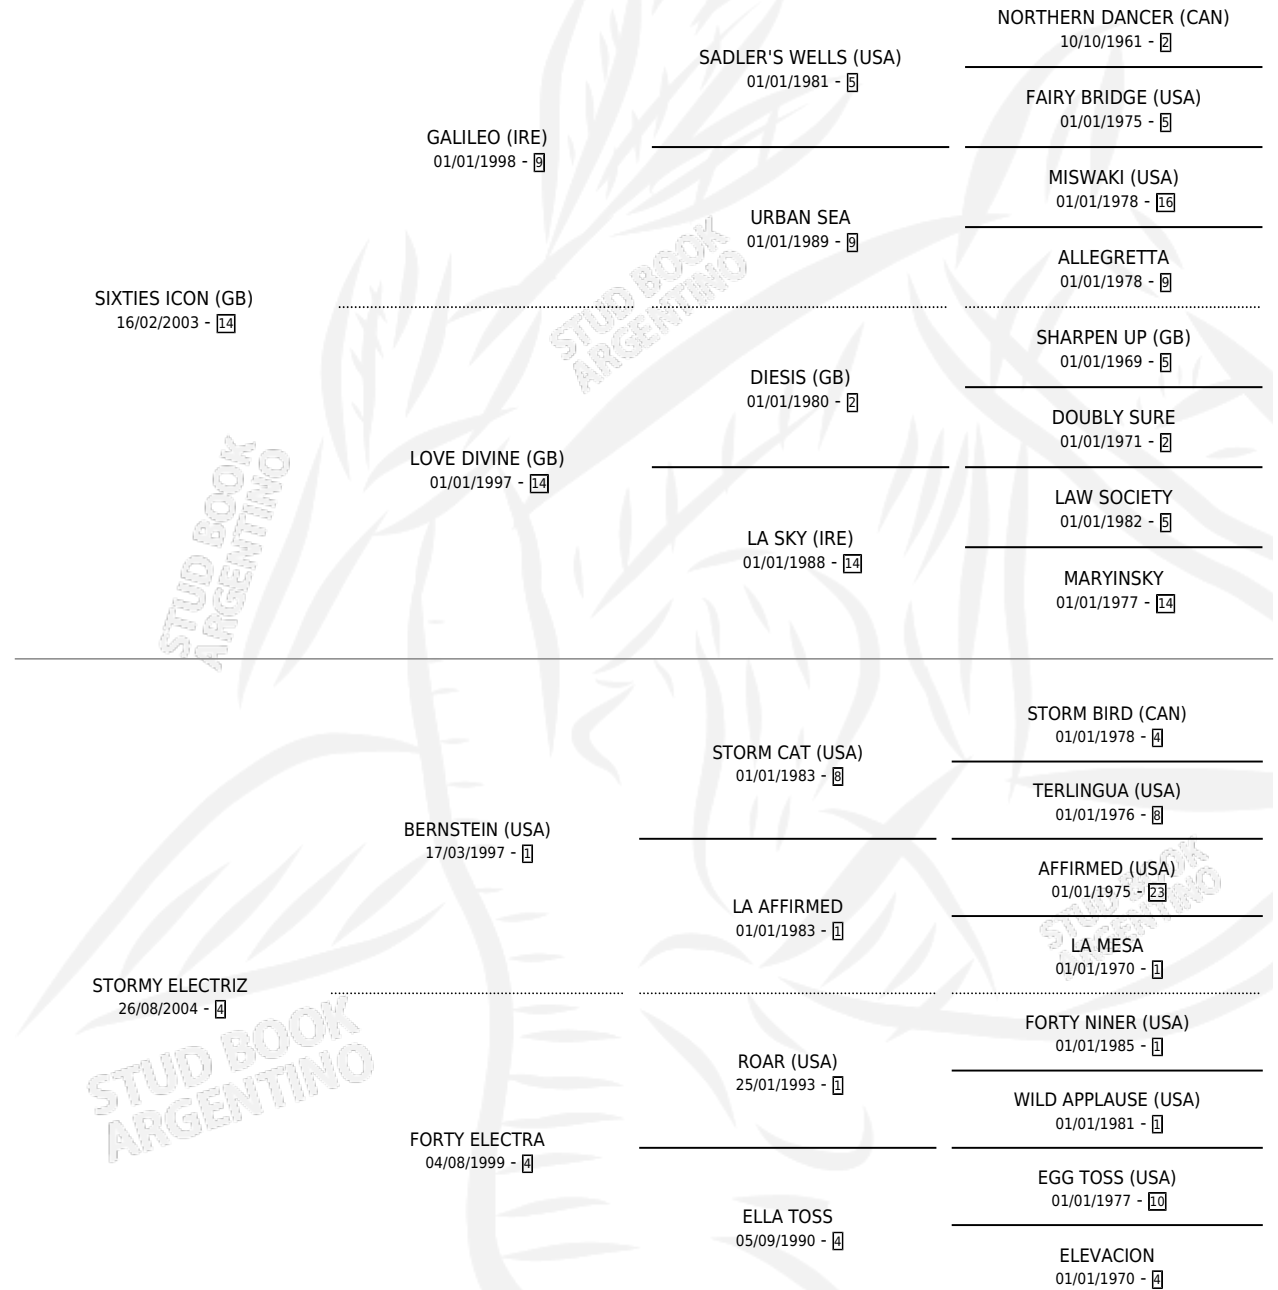 NORTHERN DANCER (CAN)
10/10/1961 - 2
SADLER'S WELLS (USA)
01/01/1981 - 5
FAIRY BRIDGE (USA)
01/01/1975 - 5
GALILEO (IRE)
01/01/1998 - 9
MISWAKI (USA)
01/01/1978 - 16
URBAN SEA
01/01/1989 - 9
ALLEGRETTA
01/01/1978 - 9
SIXTIES ICON (GB)
16/02/2003 - 14
STUD BOOK
ARGENTINO
SHARPEN UP (GB)
01/01/1969 - 5
DIESIS (GB)
01/01/1980 - 2
DOUBLY SURE
01/01/1971 - 2
LOVE DIVINE (GB)
01/01/1997 - 14
LAW SOCIETY
01/01/1982 - 5
LA SKY (IRE)
01/01/1988 - 14
MARYINSKY
01/01/1977 - 14
STUD BOOK
ARGENTINO
STORM BIRD (CAN)
01/01/1978 - 4
STORM CAT (USA)
01/01/1983 - 8
TERLINGUA (USA)
01/01/1976 - 8
BERNSTEIN (USA)
17/03/1997 - 1
AFFIRMED (USA)
01/01/1975 - 23
LA AFFIRMED
01/01/1983 - 1
STUD BOOK
ARGENTINO
LA MESA
01/01/1970 - 1
STORMY ELECTRIZ
26/08/2004 - 4
FORTY NINER (USA)
01/01/1985 - 1
ROAR (USA)
25/01/1993 - 1
STUD BOOK
ARGENTINO
WILD APPLAUSE (USA)
01/01/1981 - 1
FORTY ELECTRA
04/08/1999 - 4
EGG TOSS (USA)
01/01/1977 - 10
ELLA TOSS
05/09/1990 - 4
ELEVACION
01/01/1970 - 4